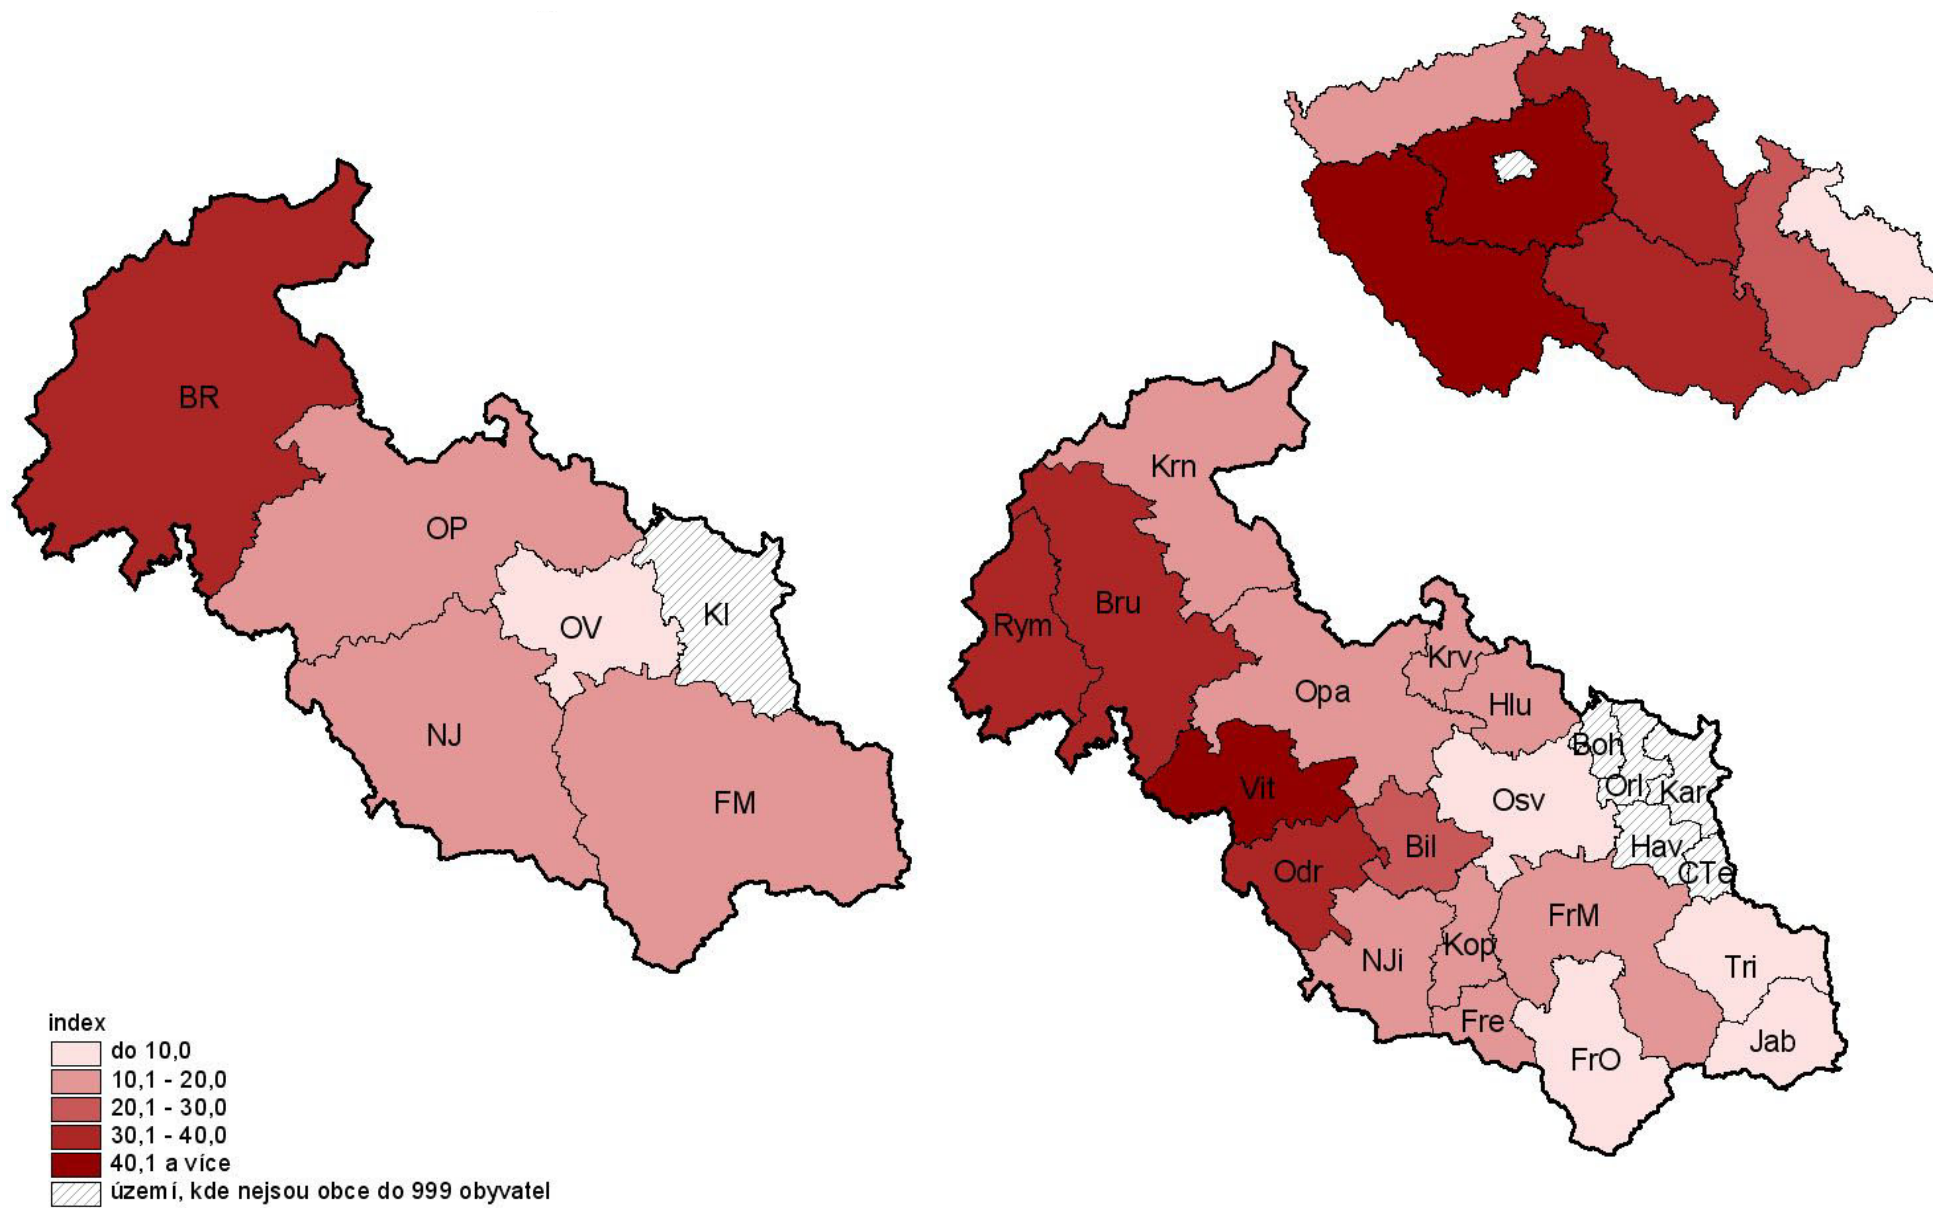 BR
OP
OV
KI
NJ
FM
Krn
Rym
Bru
Krv
Opa
Hlu
Boh
Vit
Orl
Kar
Osv
Bil
Hav
Odr
CTe
FrM
Kop
NJi
Tri
Fre
Jab
FrO
index
do 10,0
10,1 - 20,0
20,1 - 30,0
30,1 - 40,0
40,1 a více
území, kde nejsou obce do 999 obyvatel